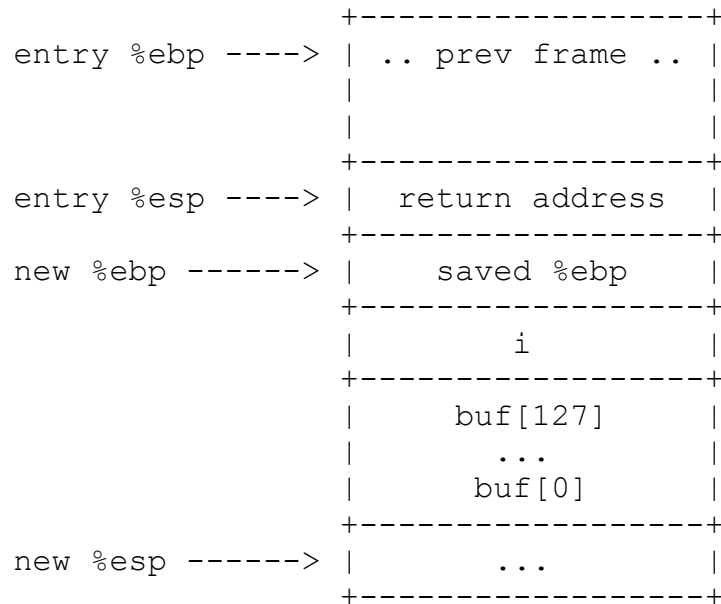 +------------------+
entry %ebp ----> | .. prev frame .. |
                 |                  |
                 |                  |
                 +------------------+
entry %esp ----> |  return address  |
                 +------------------+
new %ebp ------> |    saved %ebp    |
                 +------------------+
                 |        i         |
                 +------------------+
                 |     buf[127]     |
                 |       ...        |
                 |      buf[0]      |
                 +------------------+
new %esp ------> |       ...        |
                 +------------------+